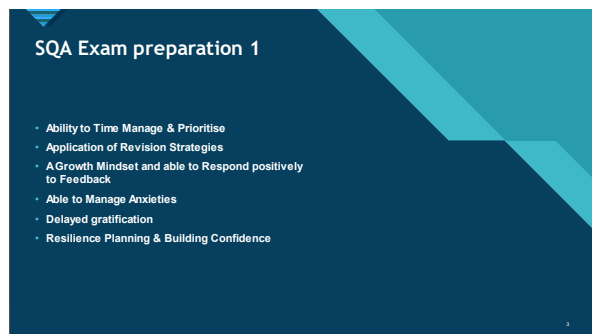 SQA Exam preparation 1
• Ability to Time Manage & Prioritise
• Application of Revision Strategies
• A Growth Mindset and able to Respond positively
to Feedback
• Able to Manage Anxieties
• Delayed gratification
• Resilience Planning & Building Confidence